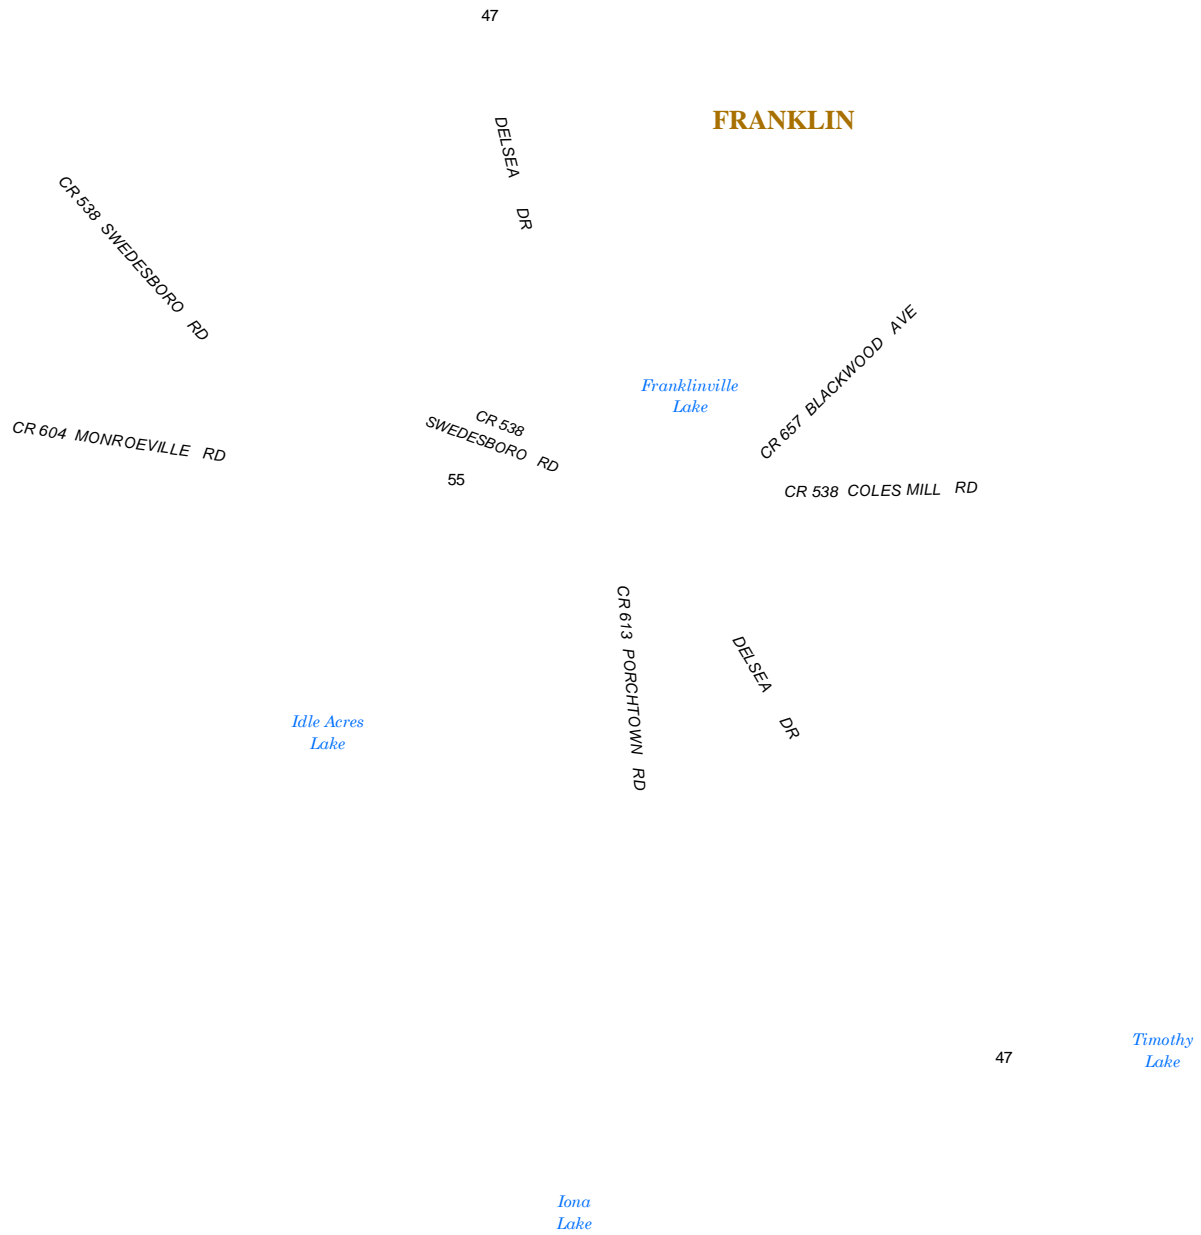 47
FRANKLIN
DELSEA DR
CR 538 SWEDESBORO RD
CR 657 BLACKWOOD AVE
Franklinville
Lake
CR 604 MONROEVILLE RD
CR 538
SWEDESBORO RD
55
CR 538 COLES MILL RD
CR 613 PORCHTOWN RD
DELSEA DR
Idle Acres
Lake
47
Timothy
Lake
Iona
Lake